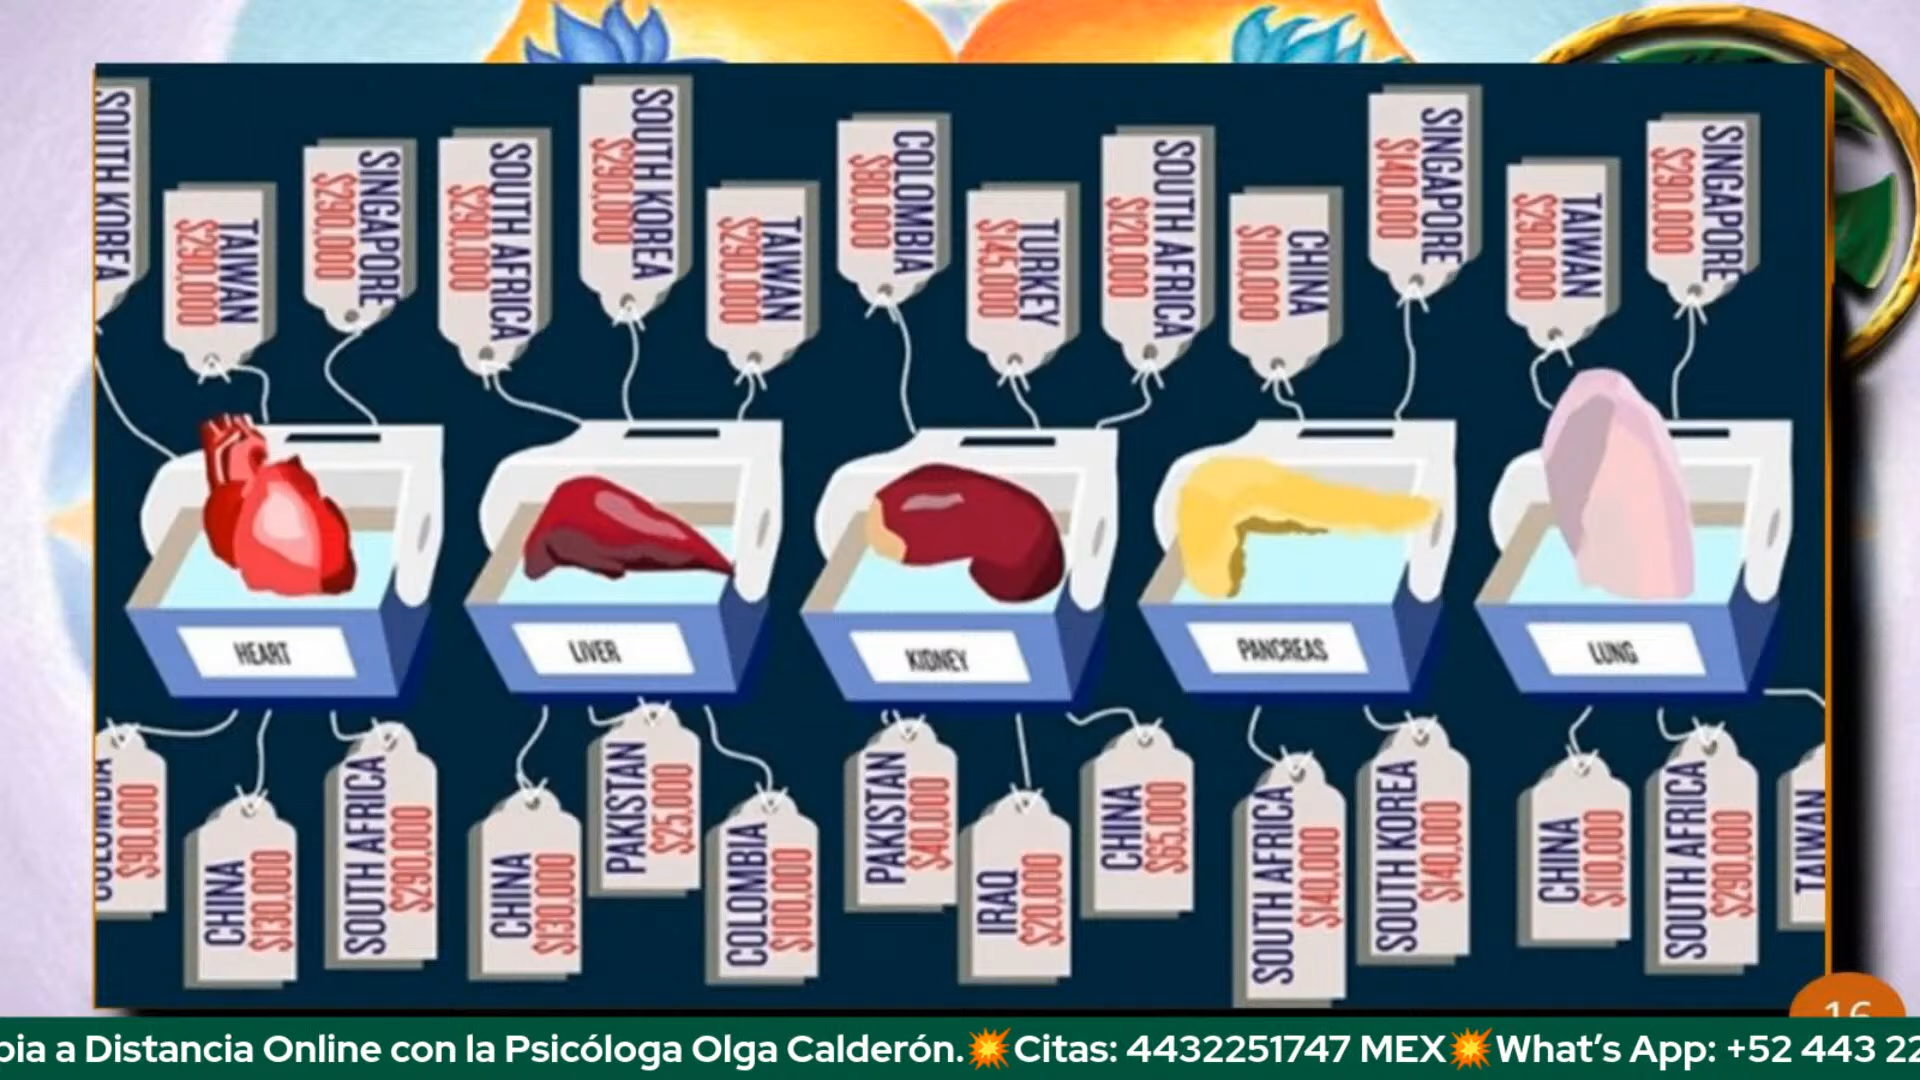 SOUTH KOREA
TAIWAN
$290,000
SINGAPORE
$290,000
SOUTH AFRICA
$290,000
SOUTH KOREA
$290,000
TAIWAN
$290,000
COLOMBIA
$80,000
TURKEY
$145,000
SOUTH AFRICA
$120,000
CHINA
$110,000
SINGAPORE
$140,000
TAIWAN
$290,000
SINGAPORE
$290,000
HEART
LIVER
KIDNEY
PANCREAS
LUNG
COLOMBIA
$90,000
CHINA
$130,000
SOUTH AFRICA
$290,000
CHINA
$130,000
PAKISTAN
$25,000
COLOMBIA
$100,000
PAKISTAN
$40,000
IRAQ
$20,000
CHINA
$65,000
SOUTH AFRICA
$140,000
SOUTH KOREA
$140,000
CHINA
$110,000
SOUTH AFRICA
$290,000
TAIWAN
16
pia a Distancia Online con la Psicóloga Olga Calderón.💥Citas: 4432251747 MEX💥What's App: +52 443 22